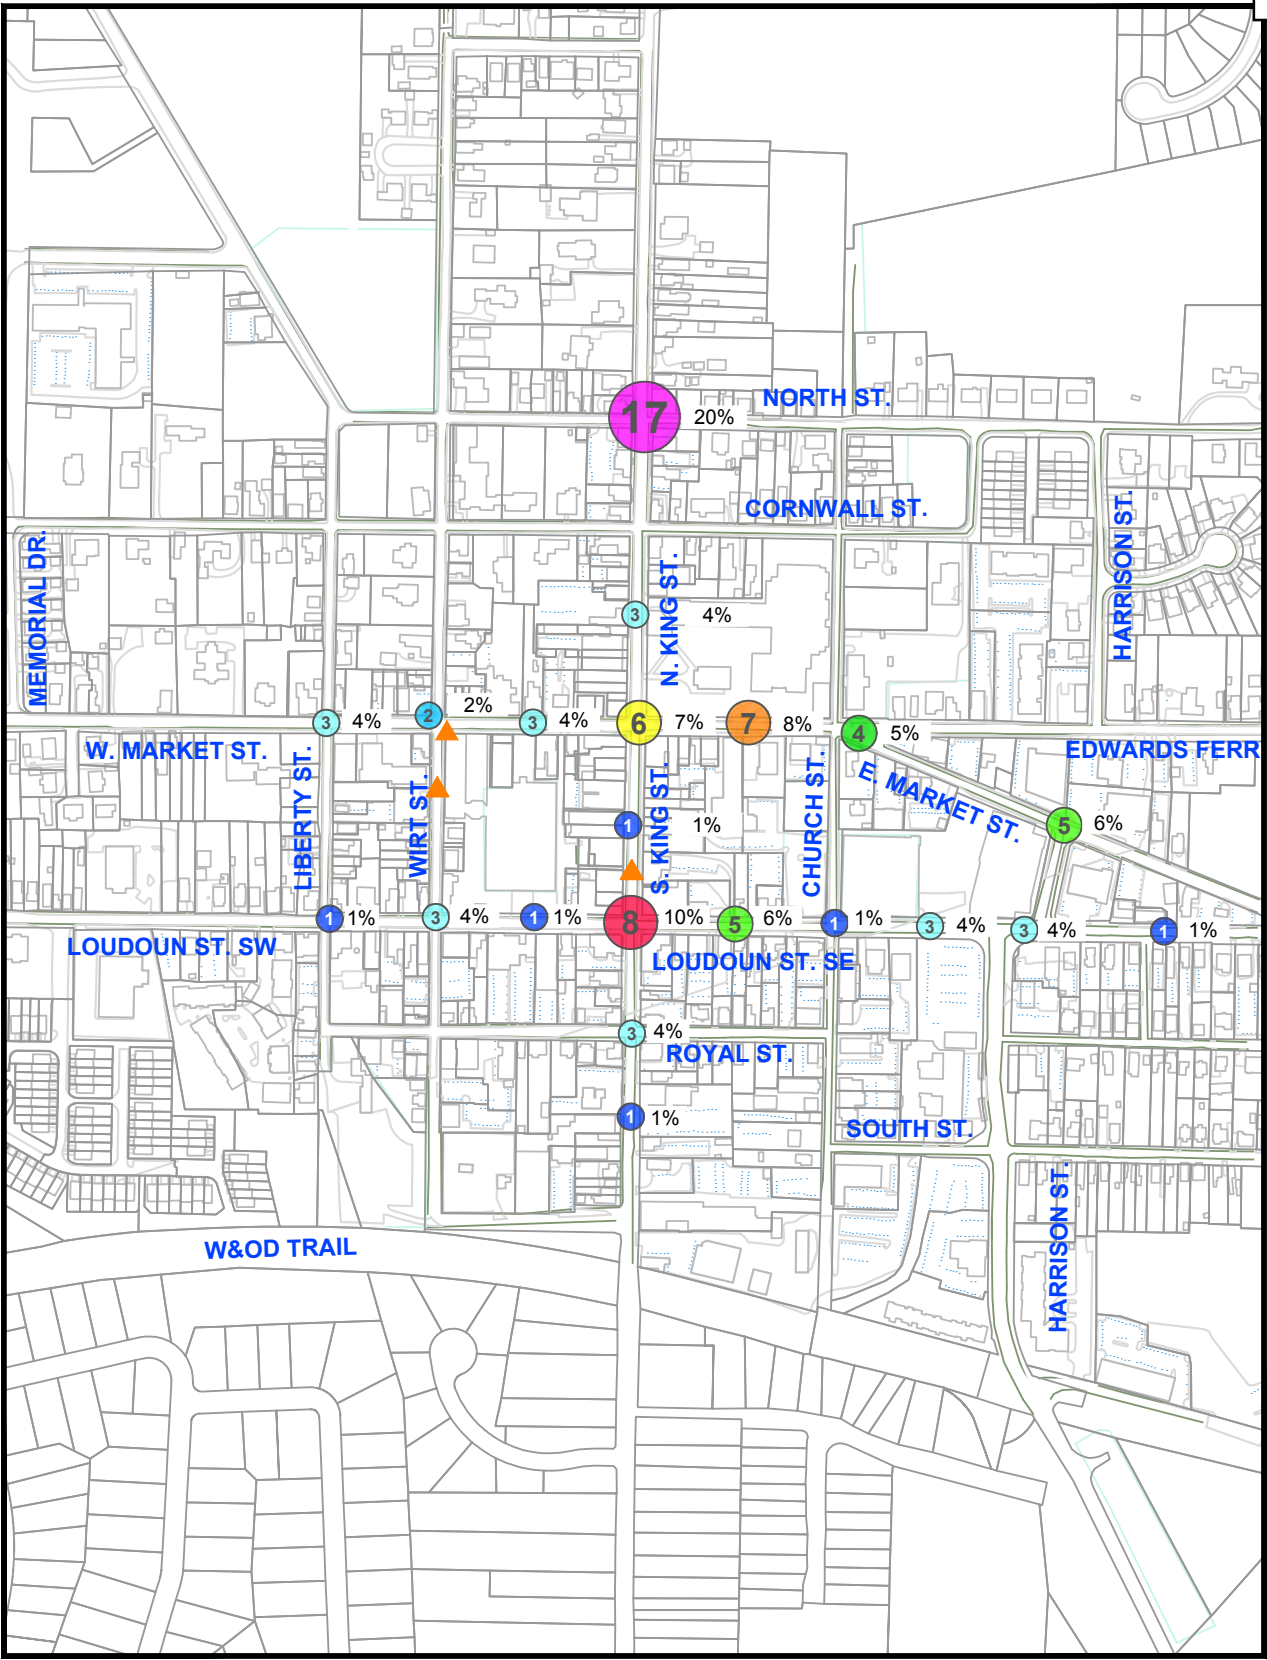 NORTH ST.
17 20%
CORNWALL ST.
HARRISON ST.
MEMORIAL DR.
N. KING ST.
3 4%
3 4%
2 2%
3 4%
6 7%
7 8%
4 5%
W. MARKET ST.
EDWARDS FERR
LIBERTY ST.
WIRT ST.
S. KING ST.
CHURCH ST.
E. MARKET ST.
1 1%
5 6%
1 1%
3 4%
1 1%
8 10%
5 6%
1 1%
3 4%
3 4%
1 1%
LOUDOUN ST. SW
LOUDOUN ST. SE
3 4%
ROYAL ST.
1 1%
SOUTH ST.
HARRISON ST.
W&OD TRAIL